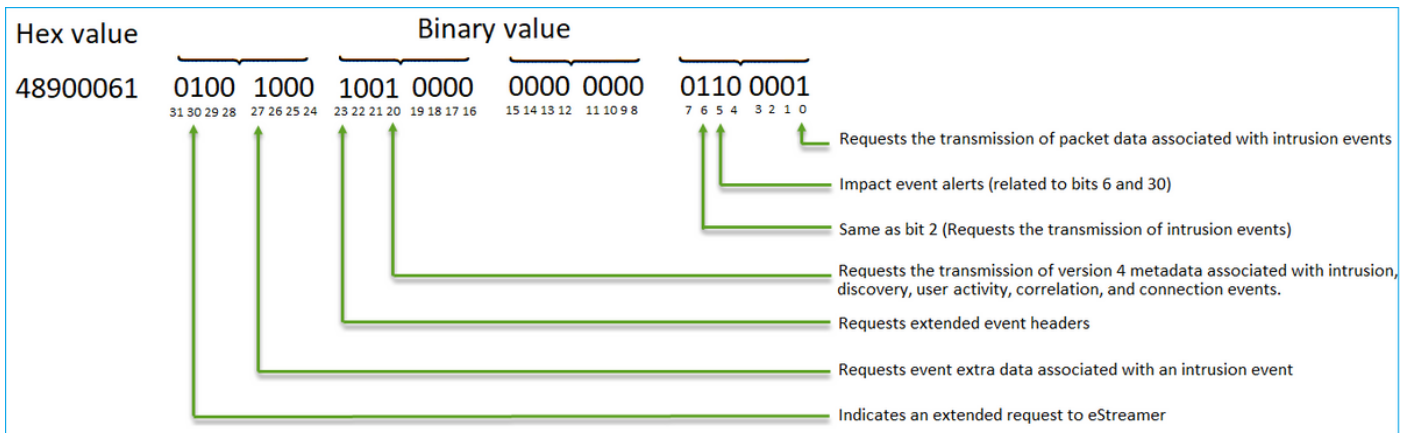 Hex value Binary value
48900061 0100 1000 1001 0000 0000 0000 0110 0001
31 30 29 28 27 26 25 24 23 22 21 20 19 18 17 16 15 14 13 12 11 10 9 8 7 6 5 4 3 2 1 0
Requests the transmission of packet data associated with intrusion events
Impact event alerts (related to bits 6 and 30)
Same as bit 2 (Requests the transmission of intrusion events)
Requests the transmission of version 4 metadata associated with intrusion,
discovery, user activity, correlation, and connection events.
Requests extended event headers
Requests event extra data associated with an intrusion event
Indicates an extended request to eStreamer